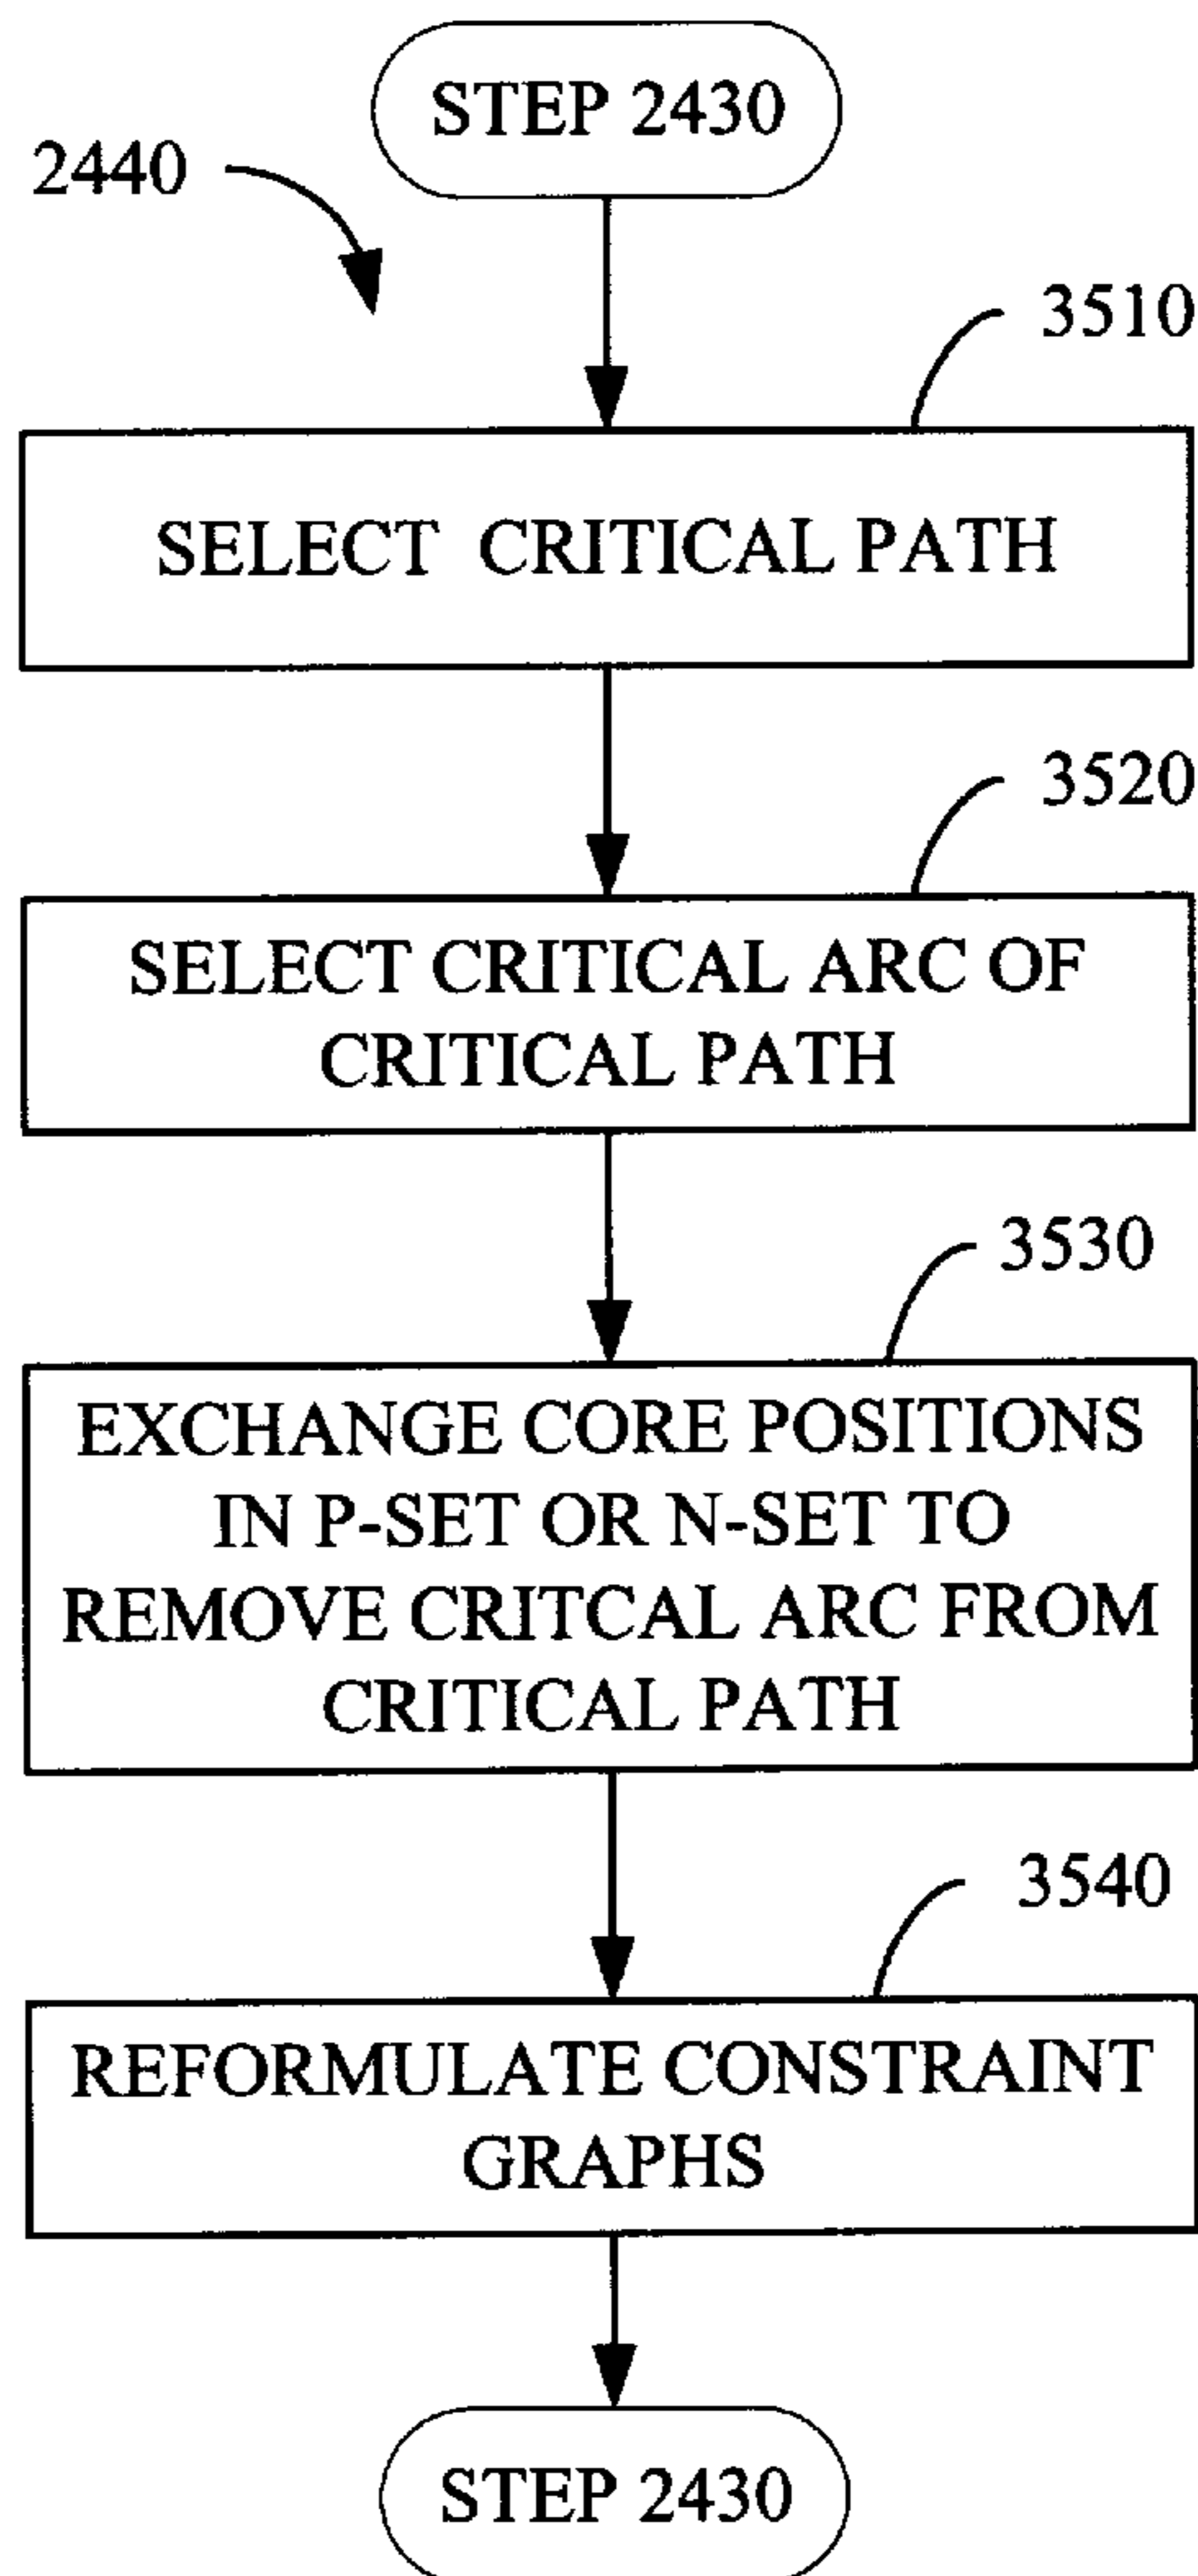 STEP 2430
2440
3510
SELECT CRITICAL PATH
3520
SELECT CRITICAL ARC OF
CRITICAL PATH
3530
EXCHANGE CORE POSITIONS
IN P-SET OR N-SET TO
REMOVE CRITCAL ARC FROM
CRITICAL PATH
3540
REFORMULATE CONSTRAINT
GRAPHS
STEP 2430